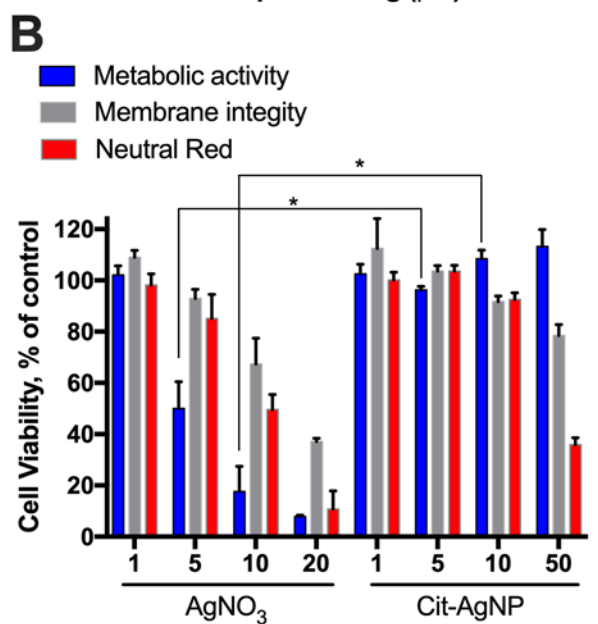 B
Metabolic activity
Membrane integity
Neutral Red
*
*
Cell Viability, % of control
120
100
80
60
40
20
0
1 5 10 20 1 5 10 50
AgNO₃ Cit-AgNP